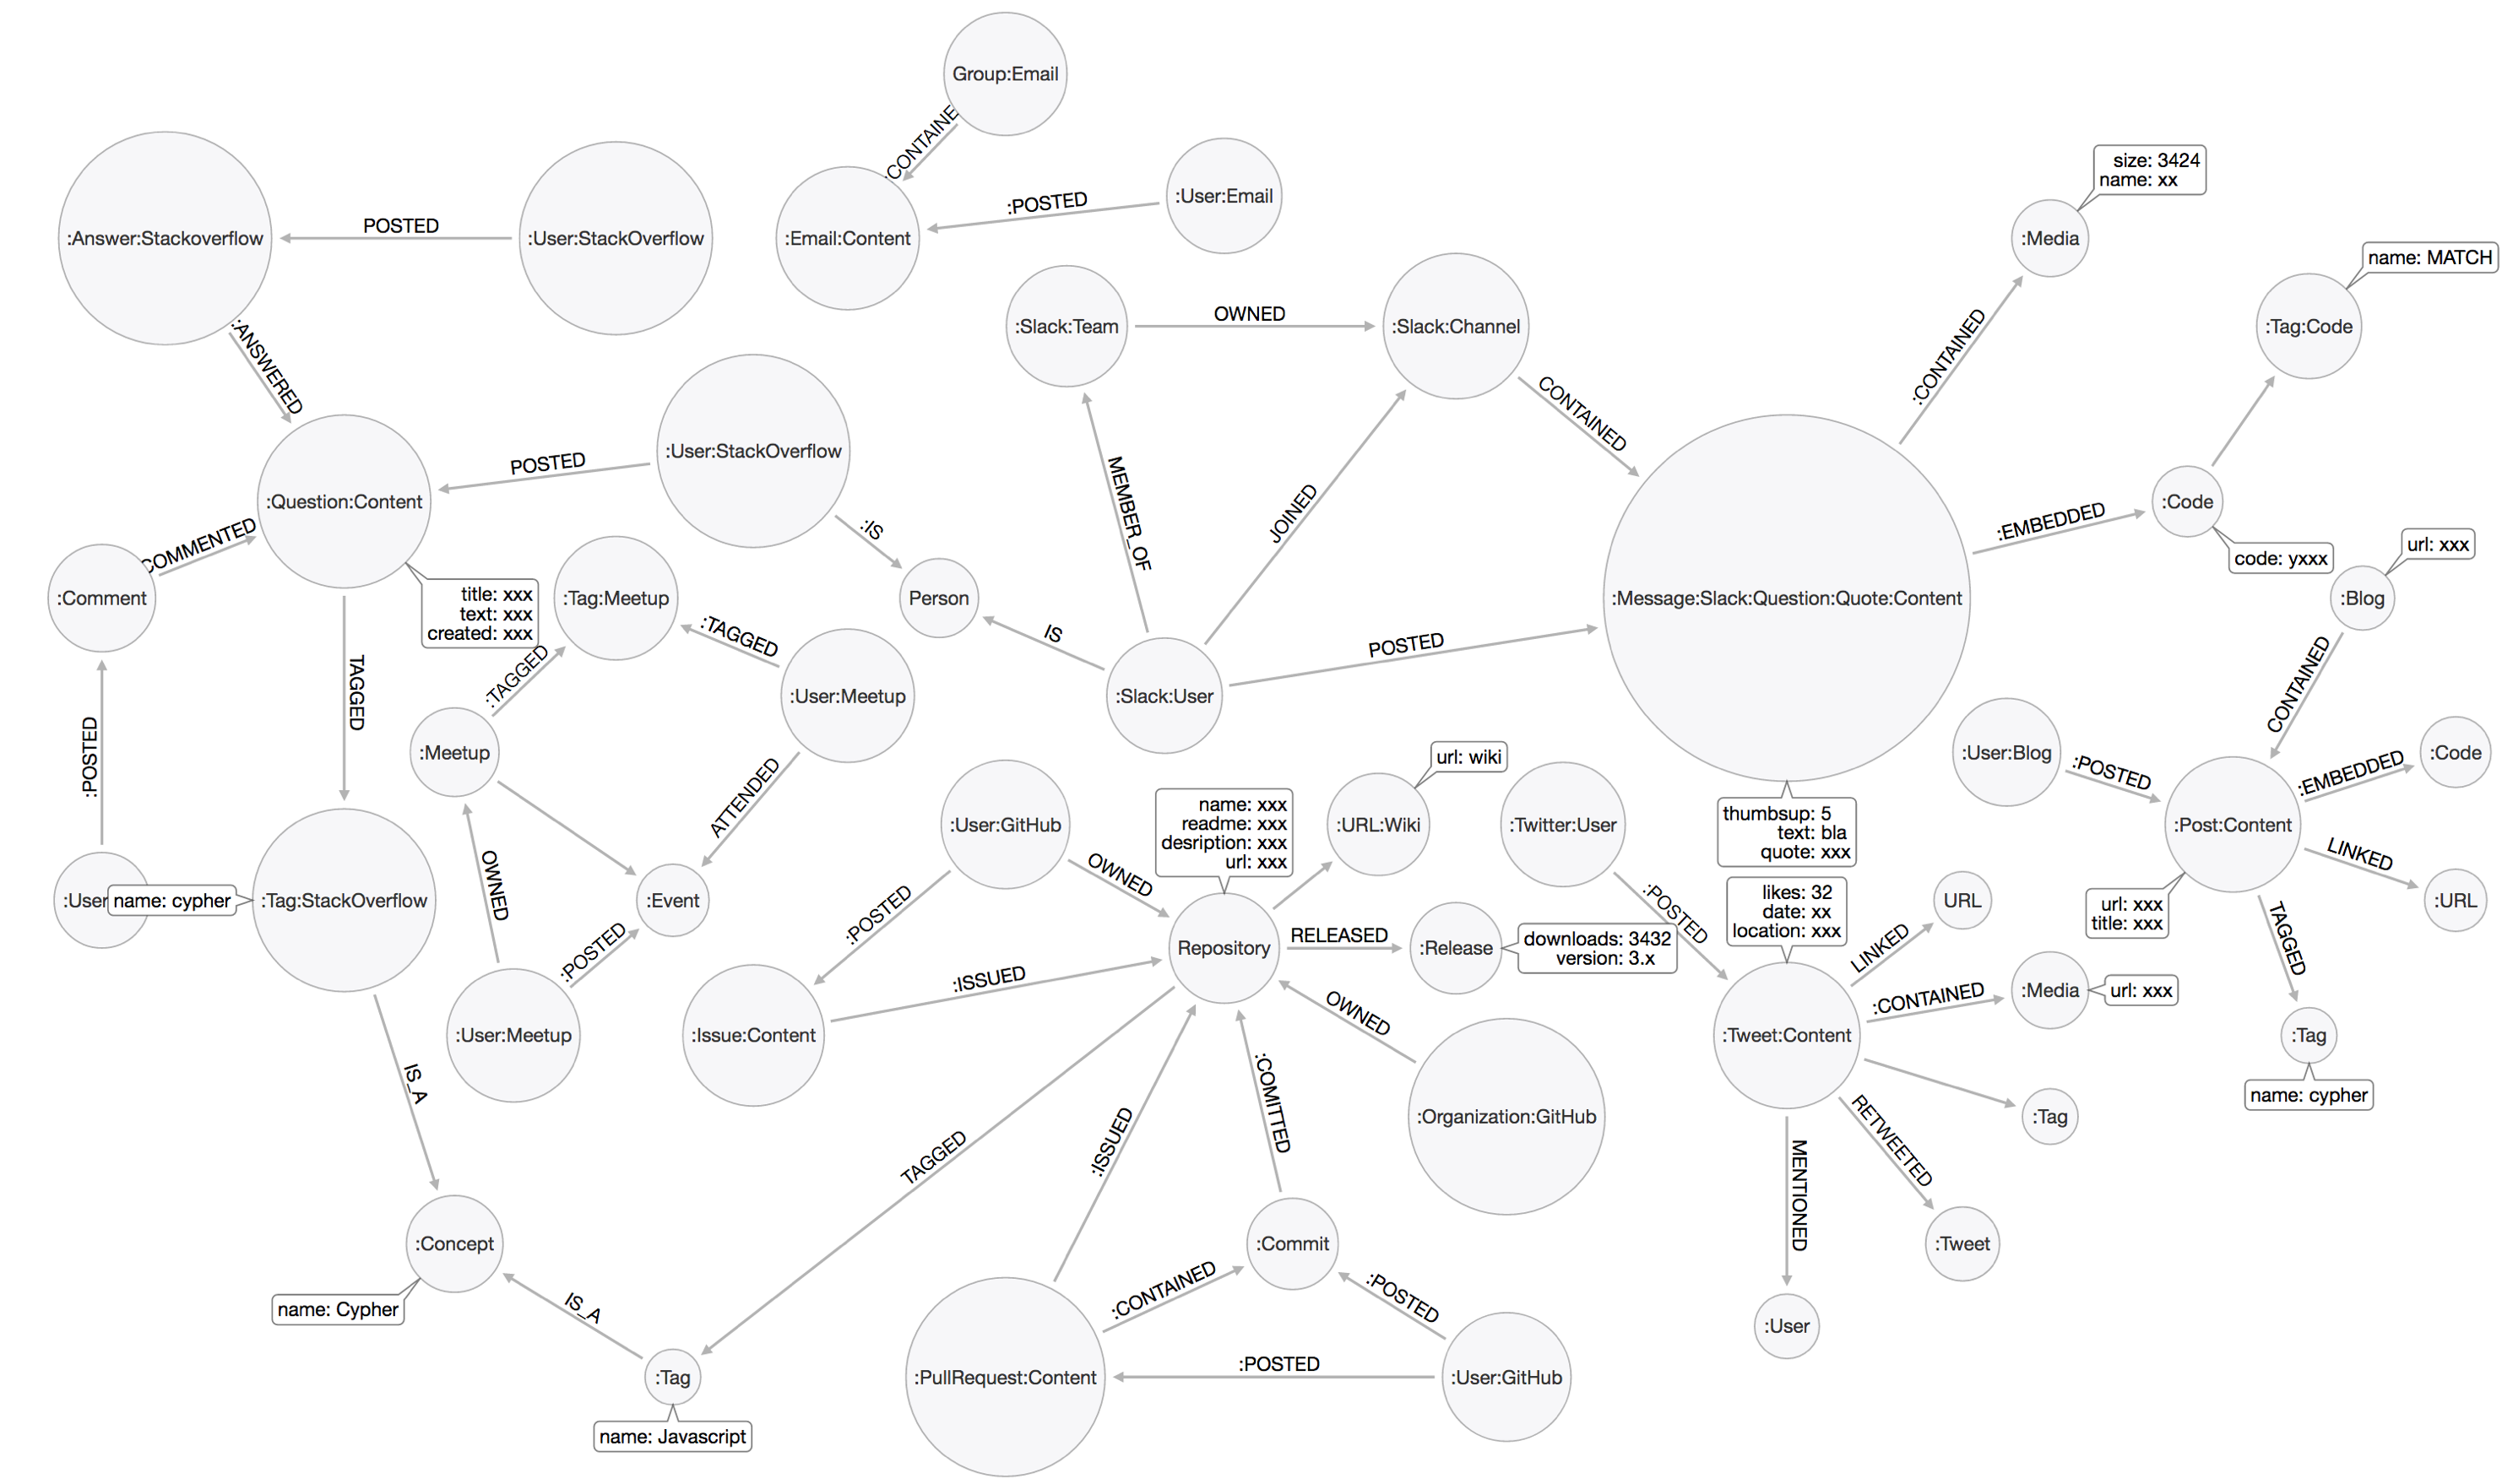 Group:Email
:CONTAINE
:User:Email
:POSTED
:Email:Content
:Answer:Stackoverflow
POSTED
:User:StackOverflow
:ANSWERED
size: 3424
name: xx
:Media
name: MATCH
:Tag:Code
:Slack:Team
OWNED
:Slack:Channel
:CONTAINED
CONTAINED
:User:StackOverflow
POSTED
:Question:Content
:IS
MEMBER_OF
JOINED
:EMBEDDED
:Code
code: yxxx
url: xxx
:Blog
COMMENTED
:Comment
title: xxx
text: xxx
created: xxx
:Tag:Meetup
:TAGGED
Person
IS
:Message:Slack:Question:Quote:Content
POSTED
:Slack:User
:User:Meetup
:TAGGED
TAGGED
:POSTED
:Meetup
ATTENDED
CONTAINED
:User:Blog
:POSTED
:EMBEDDED
:Code
url: wiki
:URL:Wiki
:User:GitHub
name: xxx
readme: xxx
desription: xxx
url: xxx
:Twitter:User
thumbsup: 5
text: bla
quote: xxx
:Post:Content
LINKED
:URL
:User
name: cypher
:Tag:StackOverflow
OWNED
:POSTED
:Event
:POSTED
OWNED
Repository
RELEASED
:Release
downloads: 3432
version: 3.x
:POSTED
likes: 32
date: xx
location: xxx
URL
LINKED
url: xxx
title: xxx
TAGGED
:User:Meetup
:Issue:Content
:ISSUED
OWNED
:Tweet:Content
:CONTAINED
:Media
url: xxx
:Tag
name: cypher
IS_A
:COMITTED
:Organization:GitHub
:Tag
TAGGED
:ISSUED
MENTIONED
RETWEETED
:Concept
name: Cypher
:Commit
:Tweet
IS_A
:CONTAINED
:POSTED
:User
:Tag
name: Javascript
:PullRequest:Content
:POSTED
:User:GitHub